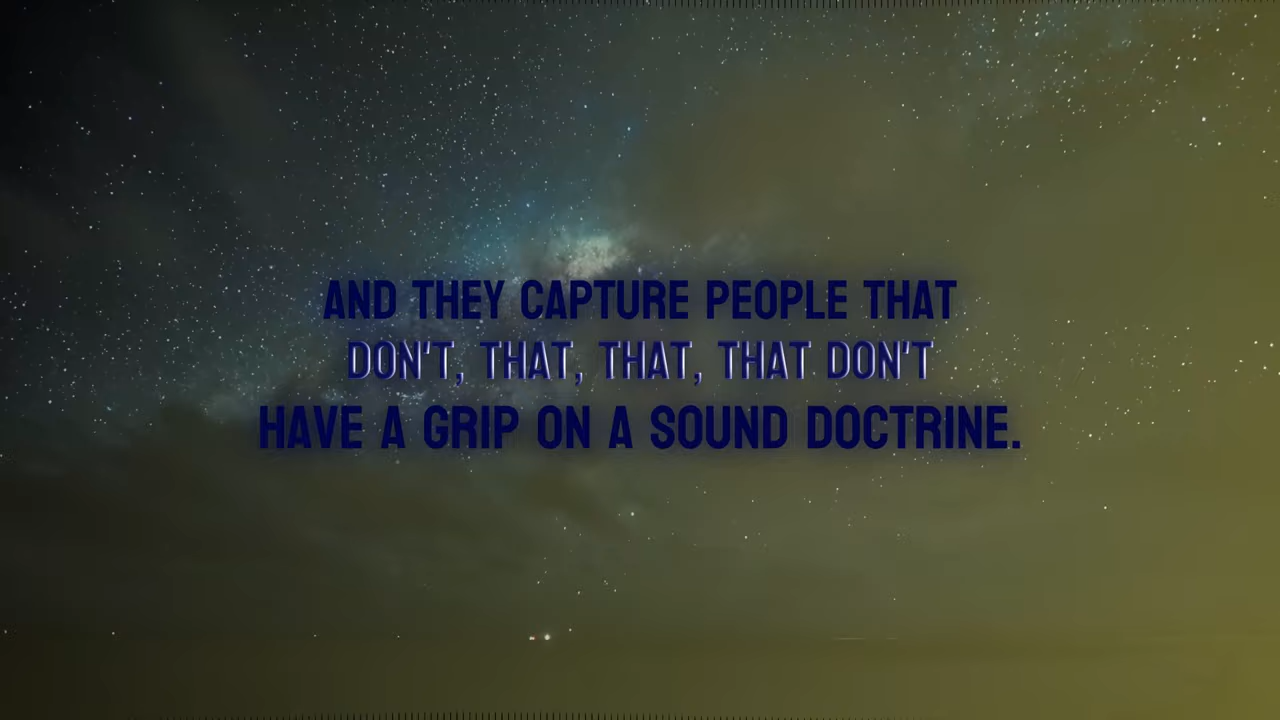 AND THEY CAPTURE PEOPLE THAT
DON'T, THAT, THAT, THAT DON'T
HAVE A GRIP ON A SOUND DOCTRINE.